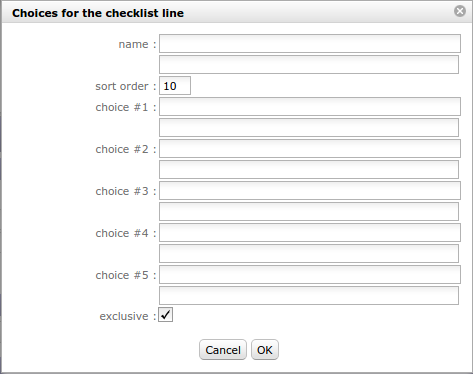 Choices for the checklist line
name :
sort order : 10
choice #1 :
choice #2 :
choice #3 :
choice #4 :
choice #5 :
exclusive :
Cancel OK